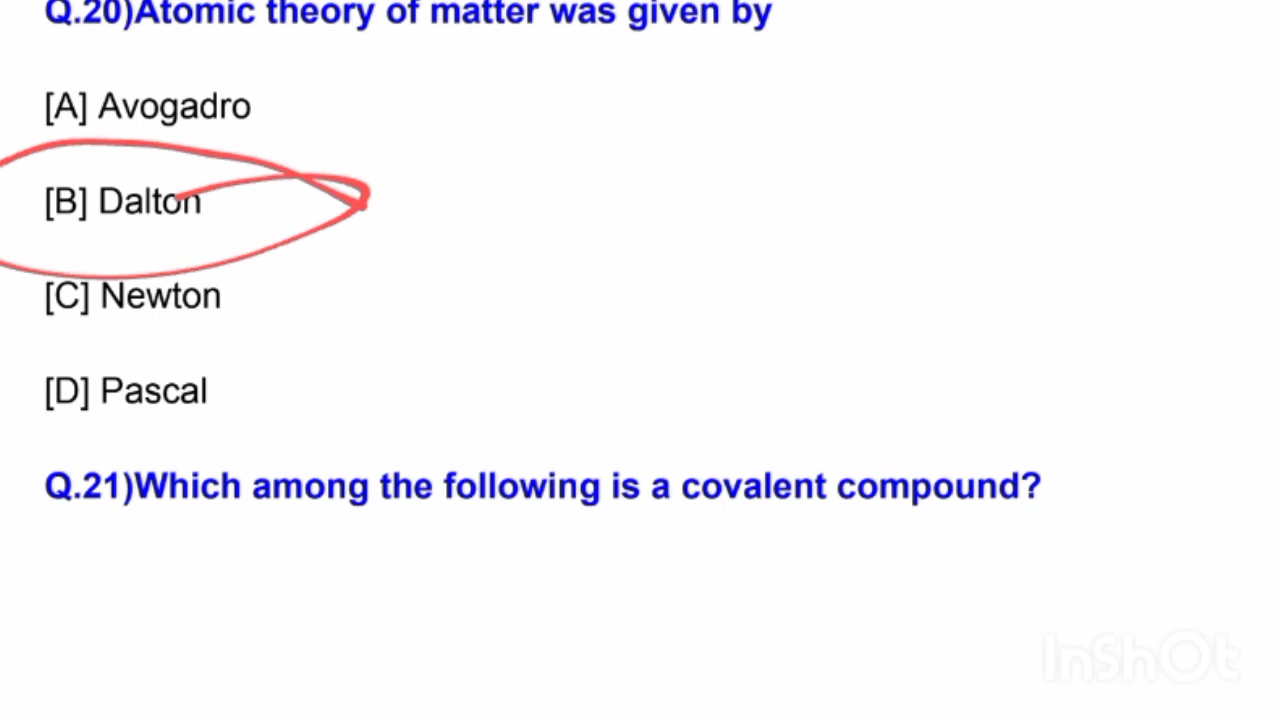 Q.20)Atomic theory of matter was given by
[A] Avogadro
[B] Dalton
[C] Newton
[D] Pascal
Q.21)Which among the following is a covalent compound?
InShOt